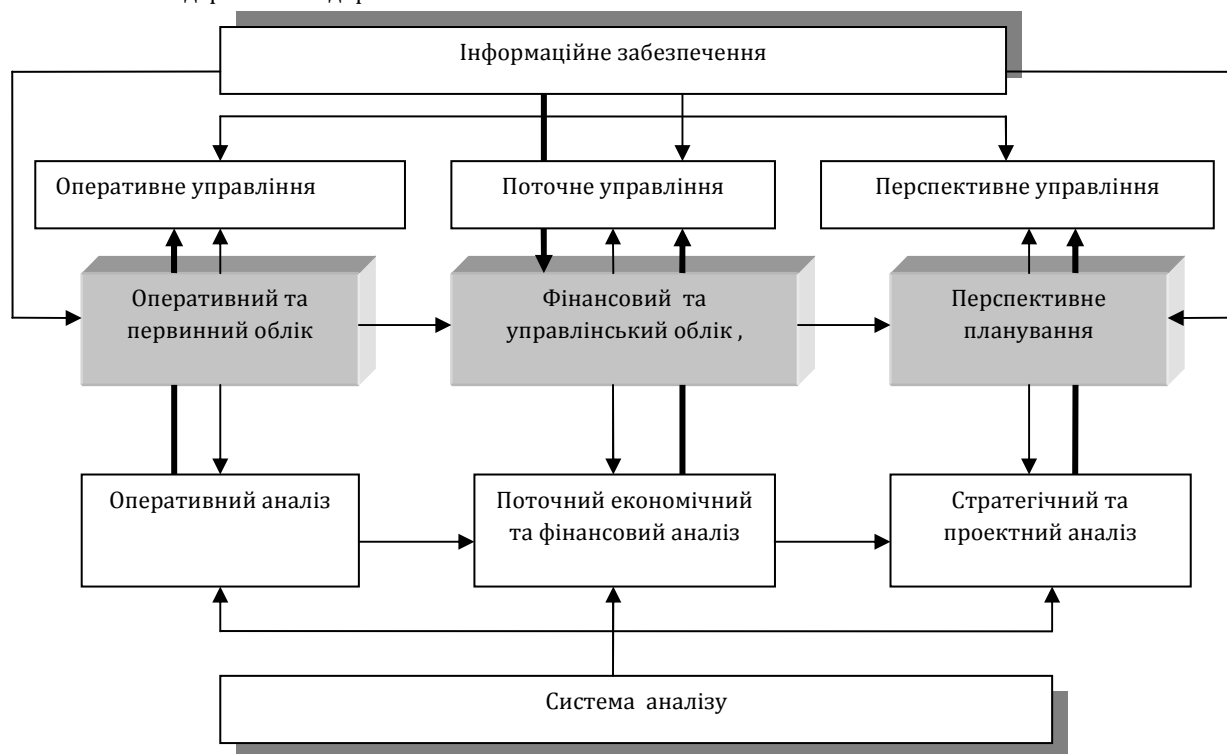 Інформаційне забезпечення
Оперативне управління
Поточне управління
Перспективне управління
Оперативний та
первинний облік
Фінансовий та
управлінський облік ,
Перспективне
планування
Оперативний аналіз
Поточний економічний
та фінансовий аналіз
Стратегічний та
проектний аналіз
Система аналізу